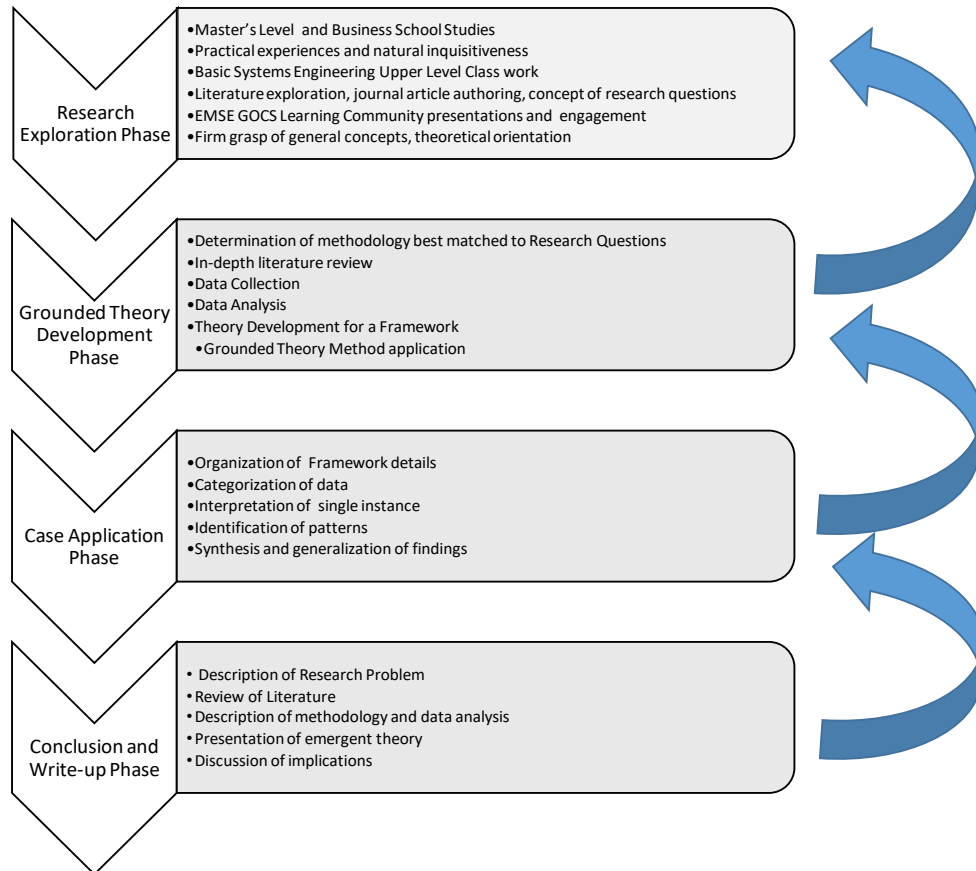 Research
Exploration Phase
•Master's Level and Business School Studies
•Practical experiences and natural inquisitiveness
•Basic Systems Engineering Upper Level Class work
•Literature exploration, journal article authoring, concept of research questions
•EMSE GOCS Learning Community presentations and engagement
•Firm grasp of general concepts, theoretical orientation
Grounded Theory
Development
Phase
•Determination of methodology best matched to Research Questions
•In-depth literature review
•Data Collection
•Data Analysis
•Theory Development for a Framework
•Grounded Theory Method application
Case Application
Phase
•Organization of Framework details
•Categorization of data
•Interpretation of single instance
•Identification of patterns
•Synthesis and generalization of findings
Conclusion and
Write-up Phase
• Description of Research Problem
• Review of Literature
• Description of methodology and data analysis
• Presentation of emergent theory
• Discussion of implications